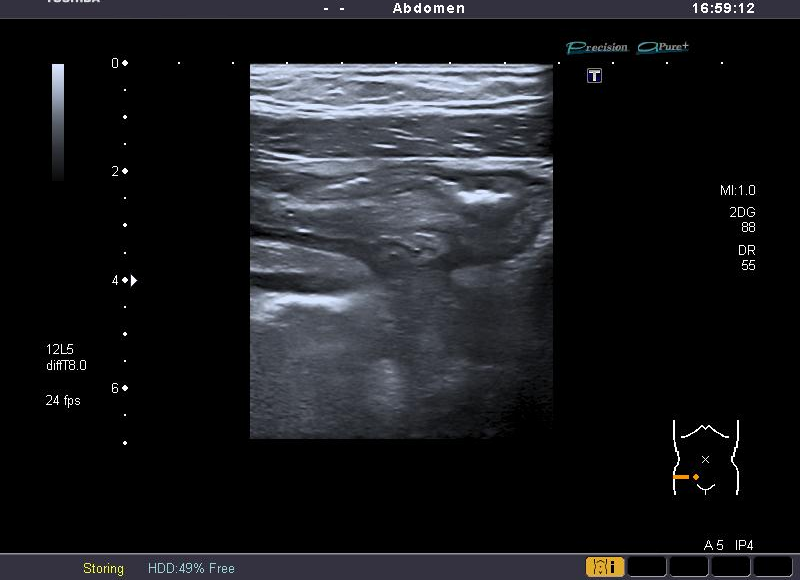 - - Abdomen 16:59:12
Precision APure+
T
0
2
4
6
MI:1.0
2DG
88
DR
55
12L5
diffT8.0
24 fps
A 5 IP4
Storing HDD:49% Free
i